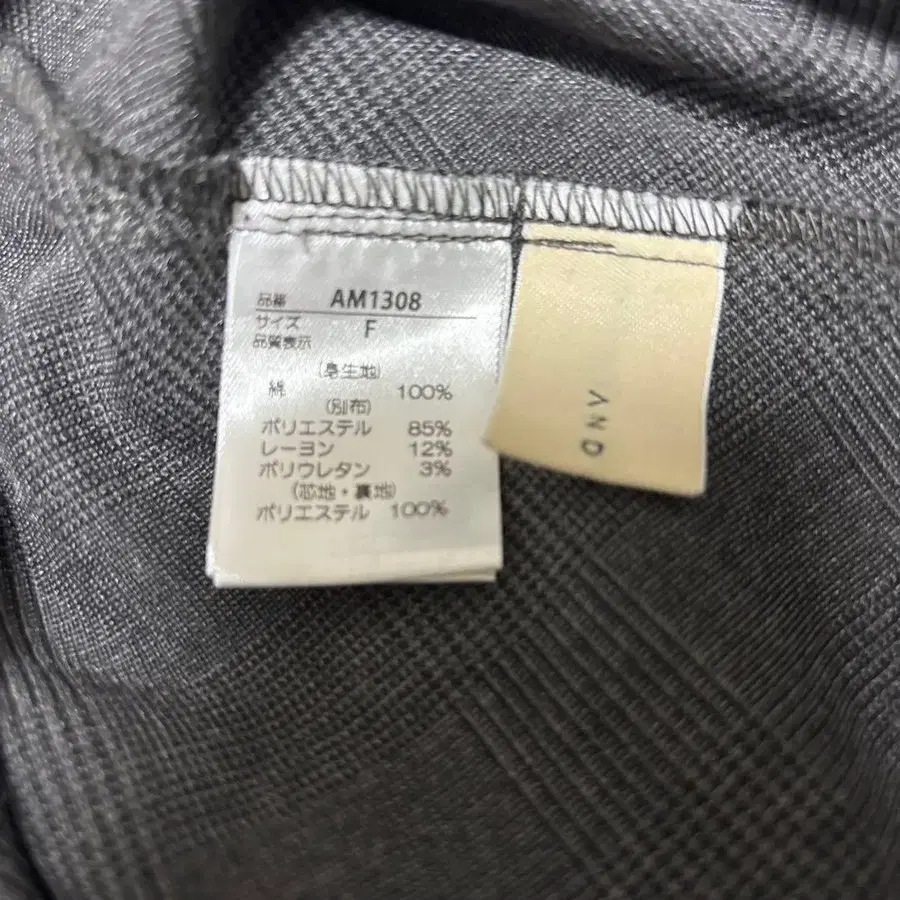 品番 AM1308
サイズ F
品質表示
(身生地)
綿 100%
(別布)
ポリエステル 85%
レーヨン 12%
ポリウレタン 3%
(芯地・裏地)
ポリエステル 100%
AND